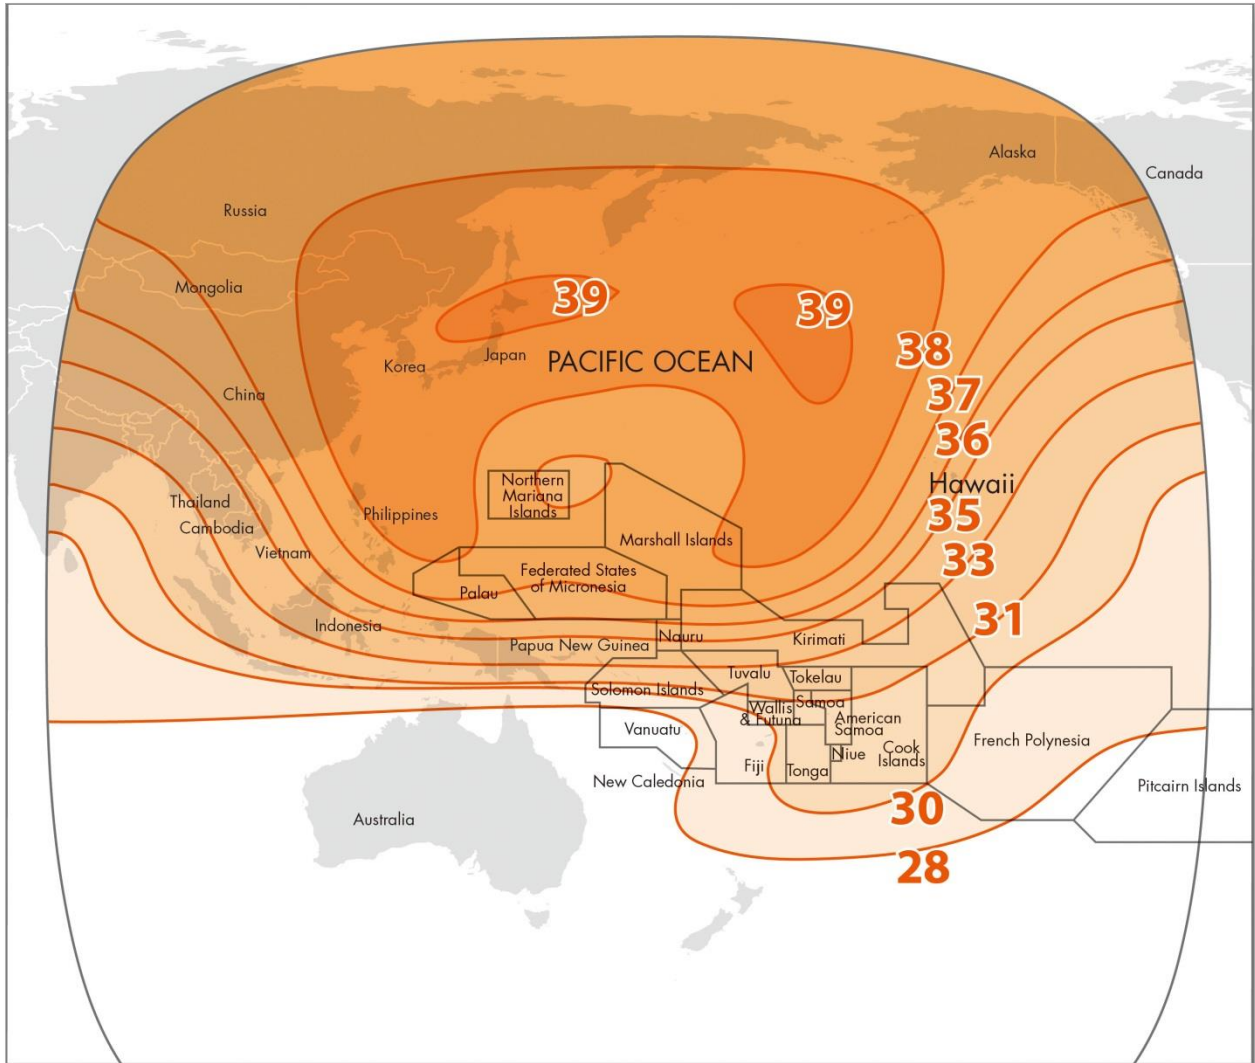 Alaska
Canada
Russia
Mongolia
39
39
PACIFIC OCEAN
Japan
Korea
38
37
China
36
Hawaii
Northern
Mariana
Islands
Thailand
Philippines
35
Cambodia
Marshall Islands
Vietnam
33
Federated States
of Micronesia
Palau
31
Indonesia
Nauru
Kirimati
Papua New Guinea
Tuvalu
Tokelau
Solomon Islands
Samoa
Wallis
& Futuna
American
Samoa
Vanuatu
French Polynesia
Niue
Cook
Islands
Fiji
Tonga
New Caledonia
Pitcairn Islands
30
Australia
28